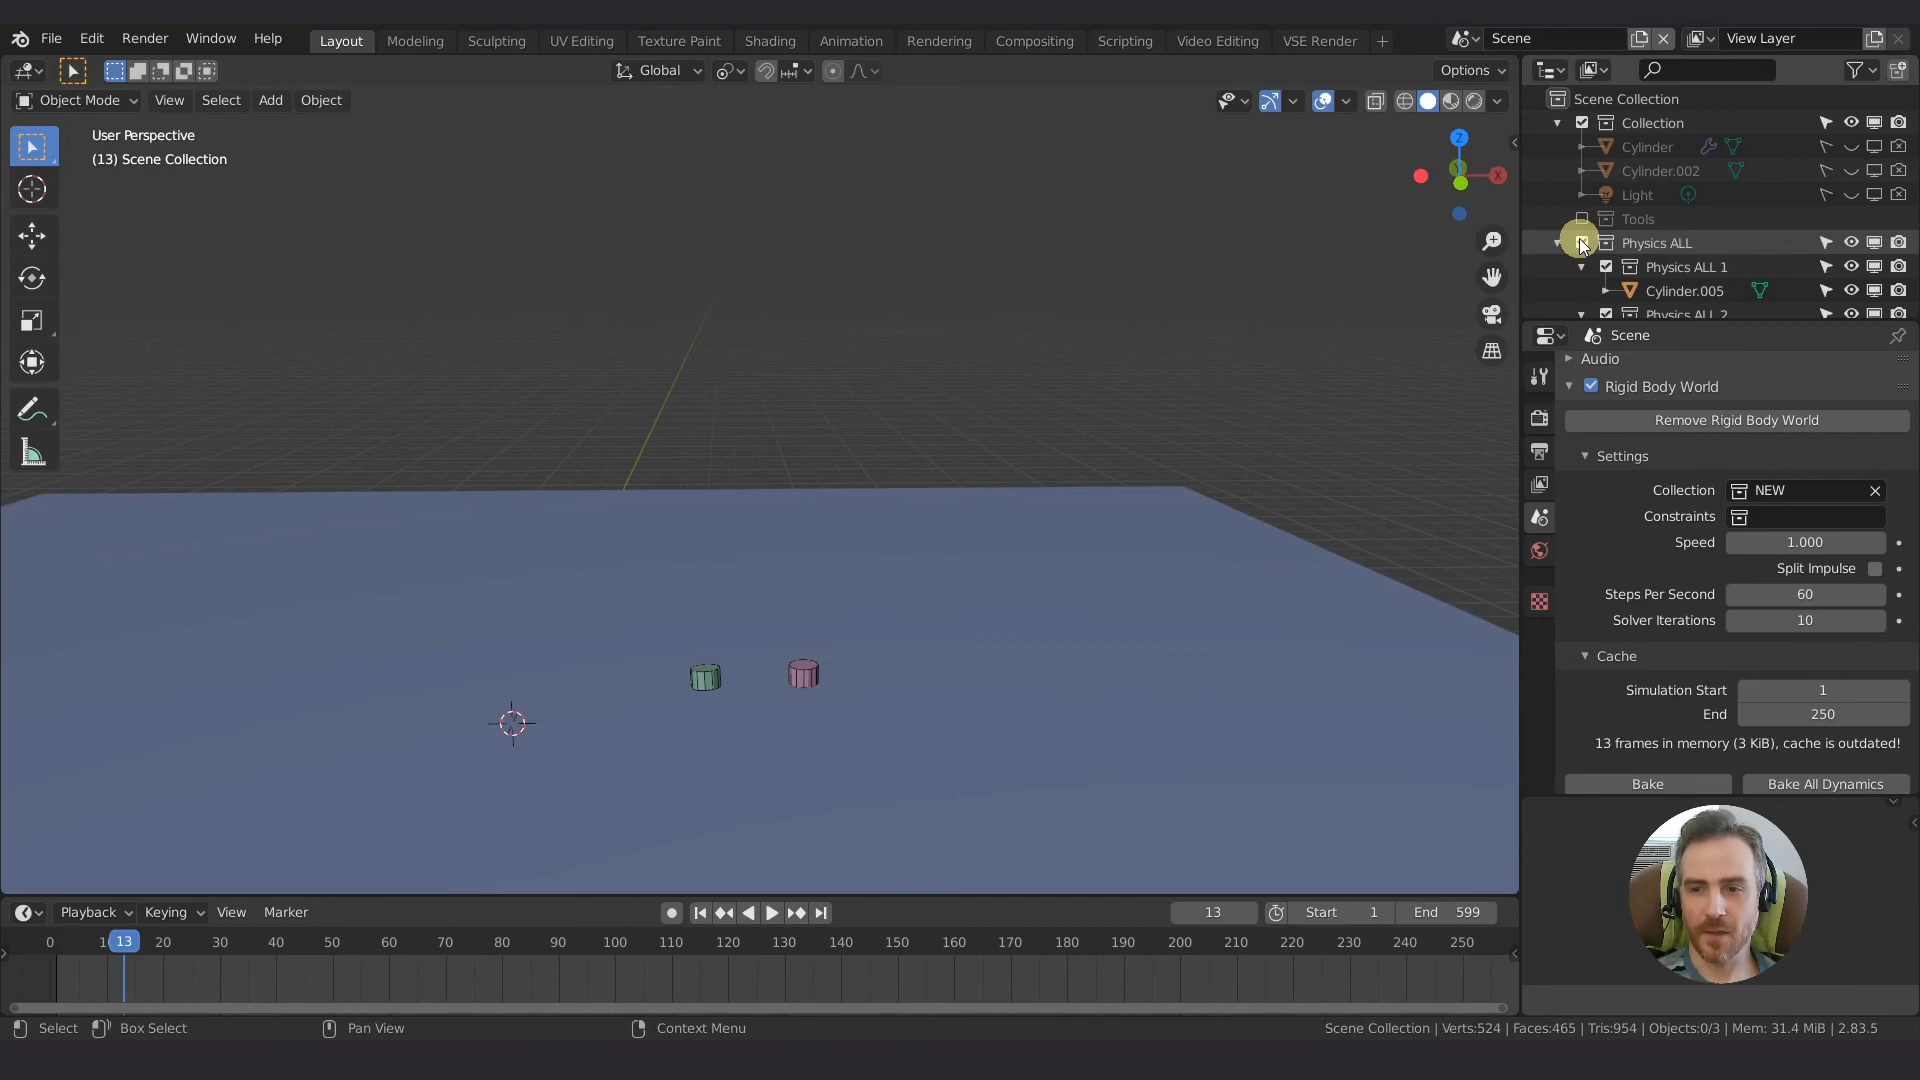 File Edit Render Window Help Layout Modeling Sculpting UV Editing Texture Paint Shading Animation Rendering Compositing Scripting Video Editing VSE Render + Scene View Layer
Global Options
Object Mode View Select Add Object
User Perspective
(13) Scene Collection
Z
X
Scene Collection
Collection
Cylinder
Cylinder.002
Light
Tools
Physics ALL
Physics ALL 1
Cylinder.005
Physics ALL 2
Scene
Audio
Rigid Body World
Remove Rigid Body World
Settings
Collection NEW
Constraints
Speed 1.000
Split Impulse
Steps Per Second 60
Solver Iterations 10
Cache
Simulation Start 1
End 250
13 frames in memory (3 KiB), cache is outdated!
Bake Bake All Dynamics
Playback Keying View Marker 13 Start 1 End 599
0 13 20 30 40 50 60 70 80 90 100 110 120 130 140 150 160 170 180 190 200 210 220 230 240 250
Select Box Select Pan View Context Menu Scene Collection | Verts:524 | Faces:465 | Tris:954 | Objects:0/3 | Mem: 31.4 MiB | 2.83.5